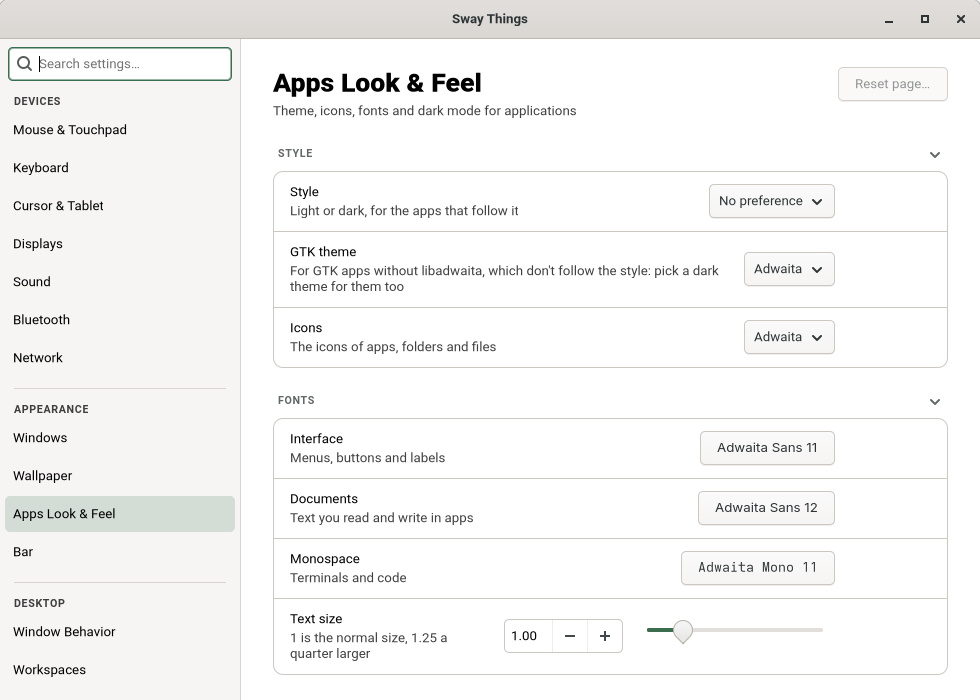 Sway Things
Search settings...
DEVICES
Mouse & Touchpad
Keyboard
Cursor & Tablet
Displays
Sound
Bluetooth
Network
APPEARANCE
Windows
Wallpaper
Apps Look & Feel
Bar
DESKTOP
Window Behavior
Workspaces
Apps Look & Feel
Reset page...
Theme, icons, fonts and dark mode for applications
STYLE
Style
Light or dark, for the apps that follow it
No preference
GTK theme
For GTK apps without libadwaita, which don't follow the style: pick a dark
theme for them too
Adwaita
Icons
The icons of apps, folders and files
Adwaita
FONTS
Interface
Menus, buttons and labels
Adwaita Sans 11
Documents
Text you read and write in apps
Adwaita Sans 12
Monospace
Terminals and code
Adwaita Mono 11
Text size
1 is the normal size, 1.25 a
quarter larger
1.00